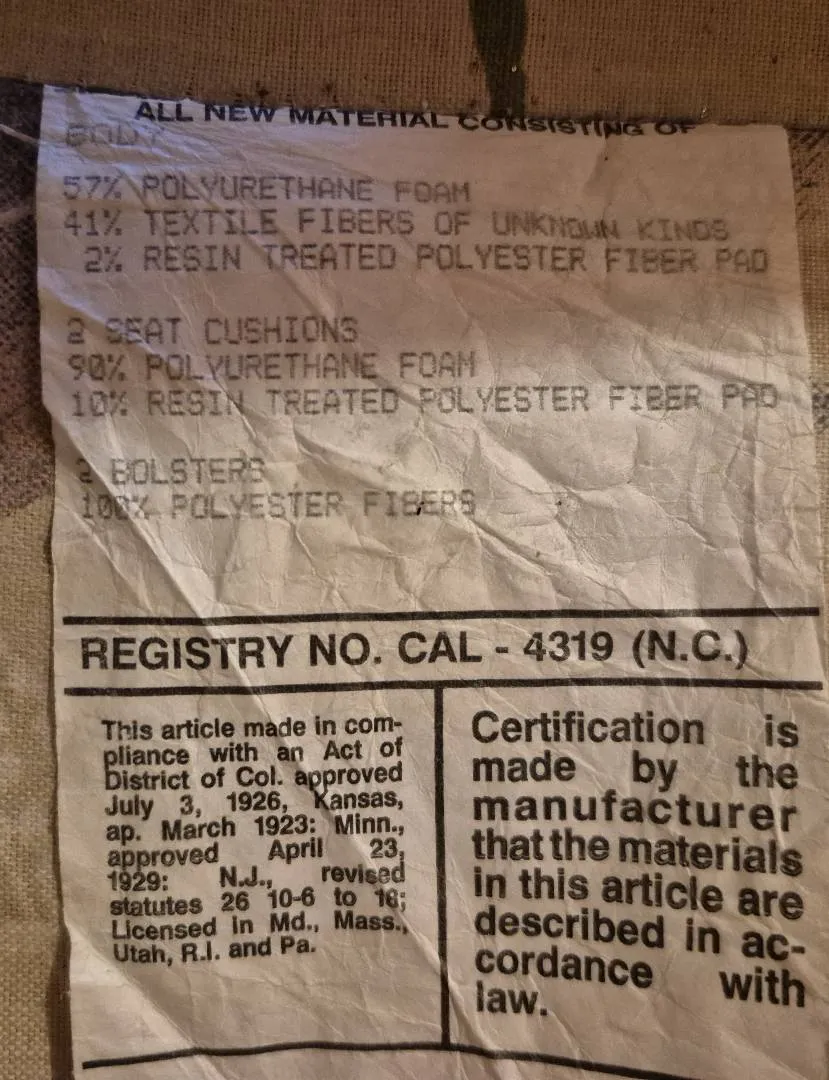 ALL NEW MATERIAL CONSISTING OF
BODY
57% POLYURETHANE FOAM
41% TEXTILE FIBERS OF UNKNOWN KINDS
2% RESIN TREATED POLYESTER FIBER PAD
2 SEAT CUSHIONS
90% POLYURETHANE FOAM
10% RESIN TREATED POLYESTER FIBER PAD
2 BOLSTERS
100% POLYESTER FIBERS
REGISTRY NO. CAL - 4319 (N.C.)
This article made in com-
pliance with an Act of
District of Col. approved
July 3, 1926, Kansas,
ap. March 1923: Minn.,
approved April 23,
1929: N.J., revised
statutes 26 10-6 to 16;
Licensed in Md., Mass.,
Utah, R.I. and Pa.
Certification is
made by the
manufacturer
that the materials
in this article are
described in ac-
cordance with
law.